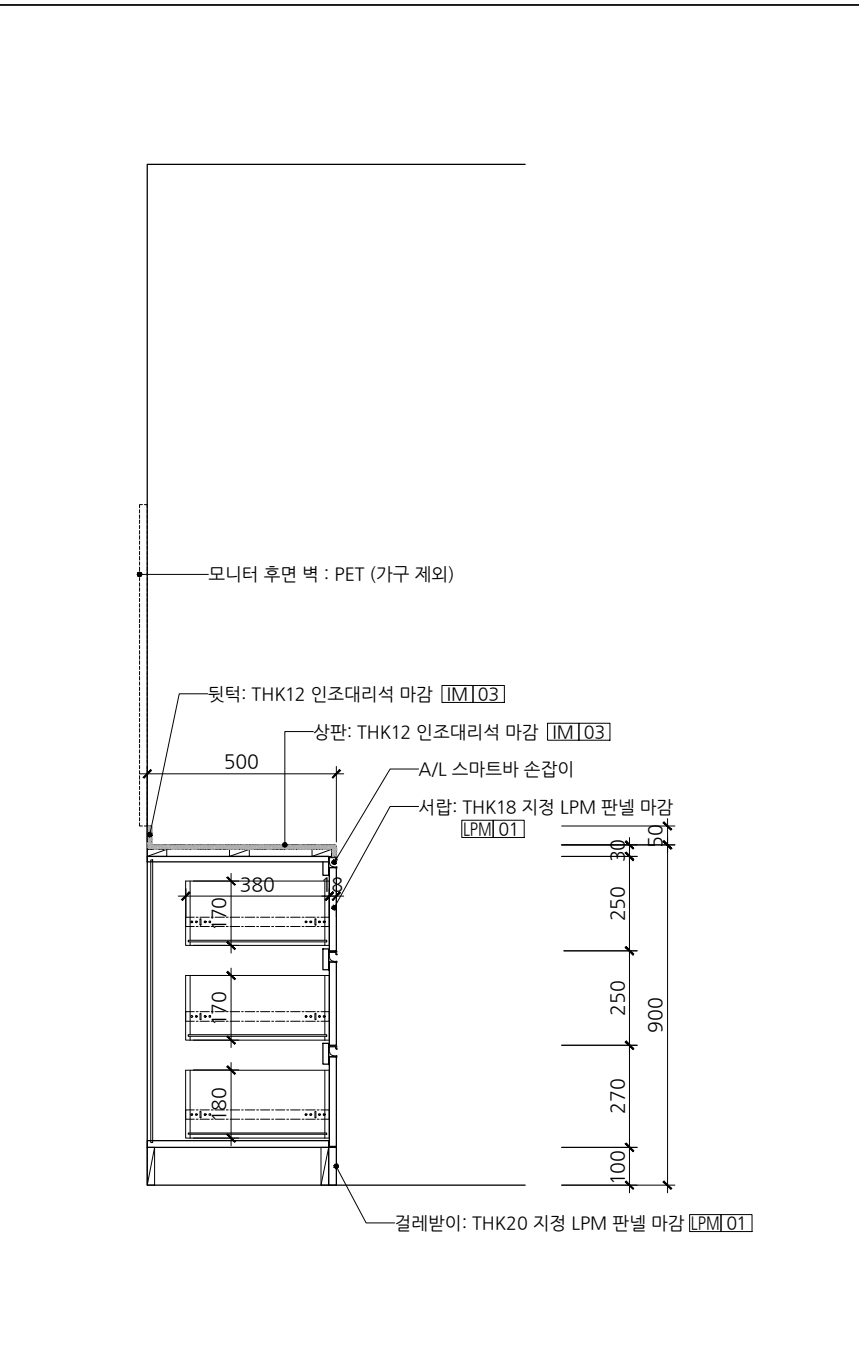 모니터 후면 벽 : PET (가구 제외)
뒷턱: THK12 인조대리석 마감 IM 03
상판: THK12 인조대리석 마감 IM 03
500
A/L 스마트바 손잡이
서랍: THK18 지정 LPM 판넬 마감
LPM 01
50
30
380
18
170
250
170
250
900
180
270
100
걸레받이: THK20 지정 LPM 판넬 마감 LPM 01